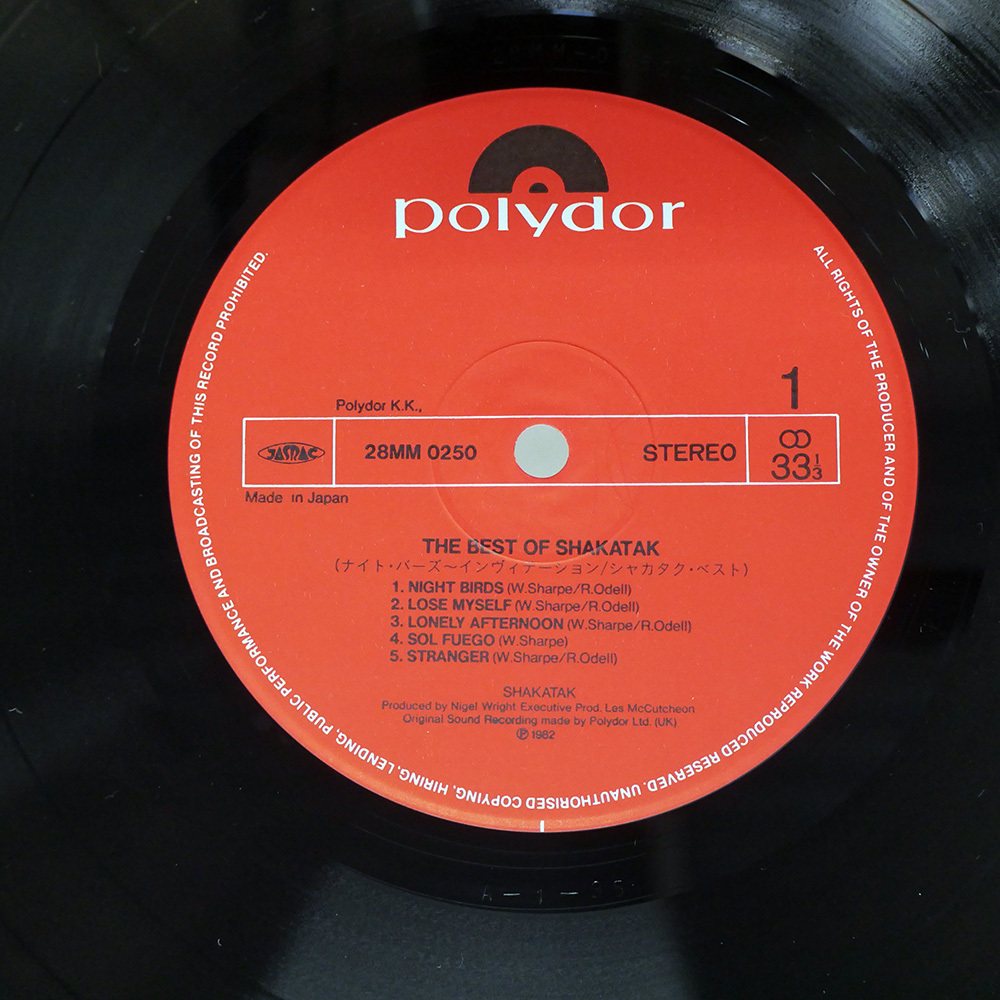 polydor
1
Polydor K.K.,
JASRAC
28MM 0250
STEREO
33 1/3
Made in Japan
THE BEST OF SHAKATAK
(ナイト・バーズ〜インヴィテーション/シャカタク・ベスト)
1. NIGHT BIRDS (W.Sharpe/R.Odell)
2. LOSE MYSELF (W.Sharpe/R.Odell)
3. LONELY AFTERNOON (W.Sharpe/R.Odell)
4. SOL FUEGO (W.Sharpe)
5. STRANGER (W.Sharpe/R.Odell)
SHAKATAK
Produced by Nigel Wright Executive Prod. Les McCutcheon
Original Sound Recording made by Polydor Ltd. (UK)
℗ 1982
ALL RIGHTS OF THE PRODUCER AND OF THE OWNER OF THE WORK REPRODUCED RESERVED. UNAUTHORISED COPYING, HIRING, LENDING, PUBLIC PERFORMANCE AND BROADCASTING OF THIS RECORD PROHIBITED.